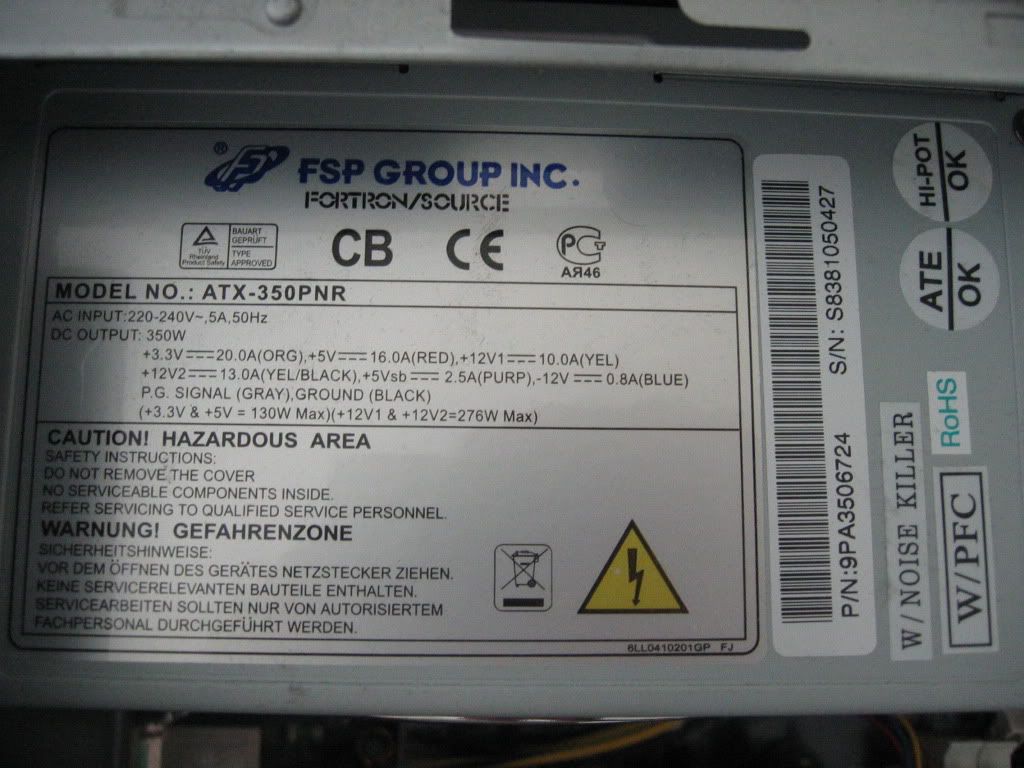 ® FSP GROUP INC.
FORTRON/SOURCE
TÜV
Rheinland
Product Safety
BAUART
GEPRÜFT
TYPE
APPROVED
CB
CE
АЯ46
MODEL NO.: ATX-350PNR
AC INPUT:220-240V~,5A,50Hz
DC OUTPUT: 350W
+3.3V⎓20.0A(ORG),+5V⎓16.0A(RED),+12V1⎓10.0A(YEL)
+12V2⎓13.0A(YEL/BLACK),+5Vsb⎓2.5A(PURP),-12V⎓0.8A(BLUE)
P.G. SIGNAL (GRAY),GROUND (BLACK)
(+3.3V & +5V = 130W Max)(+12V1 & +12V2=276W Max)
CAUTION! HAZARDOUS AREA
SAFETY INSTRUCTIONS:
DO NOT REMOVE THE COVER
NO SERVICEABLE COMPONENTS INSIDE.
REFER SERVICING TO QUALIFIED SERVICE PERSONNEL.
WARNUNG! GEFAHRENZONE
SICHERHEITSHINWEISE:
VOR DEM ÖFFNEN DES GERÄTES NETZSTECKER ZIEHEN.
KEINE SERVICERELEVANTEN BAUTEILE ENTHALTEN.
SERVICEARBEITEN SOLLTEN NUR VON AUTORISIERTEM
FACHPERSONAL DURCHGEFÜHRT WERDEN.
6LL0410201GP FJ
P/N:9PA3506724 S/N: S8381050427
HI-POT
OK
ATE
OK
RoHS
W/NOISE KILLER
W/PFC